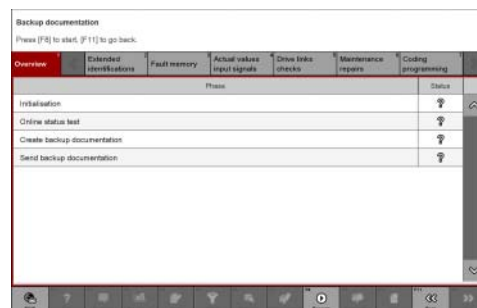 Backup documentation
Press [F8] to start, [F11] to go back.
Overview
Extended identifications
Fault memory
Actual values input signals
Drive links checks
Maintenance repairs
Coding programming
Phase
Status
Initialisation
Online status test
Create backup documentation
Send backup documentation